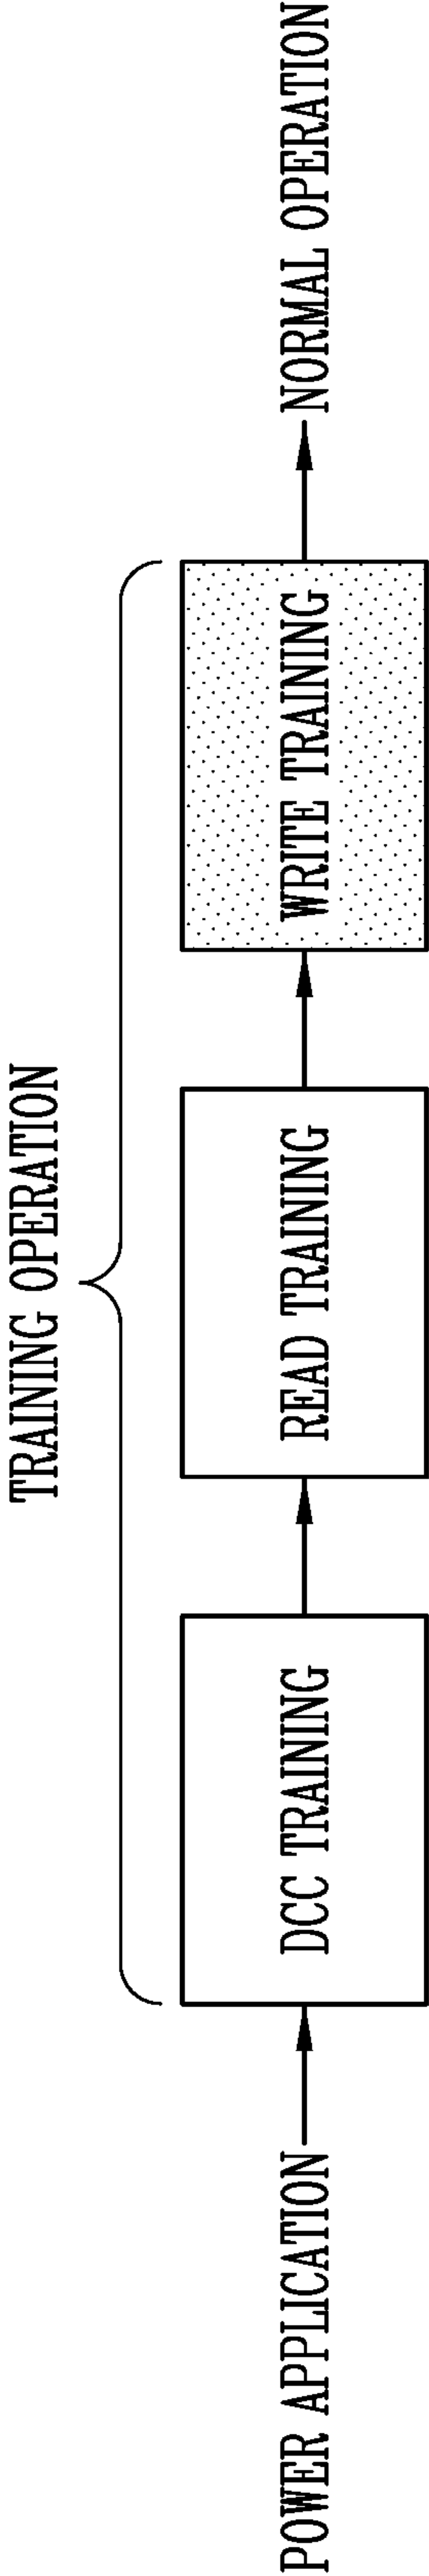 TRAINING OPERATION
POWER APPLICATION
DCC TRAINING
READ TRAINING
WRITE TRAINING
NORMAL OPERATION